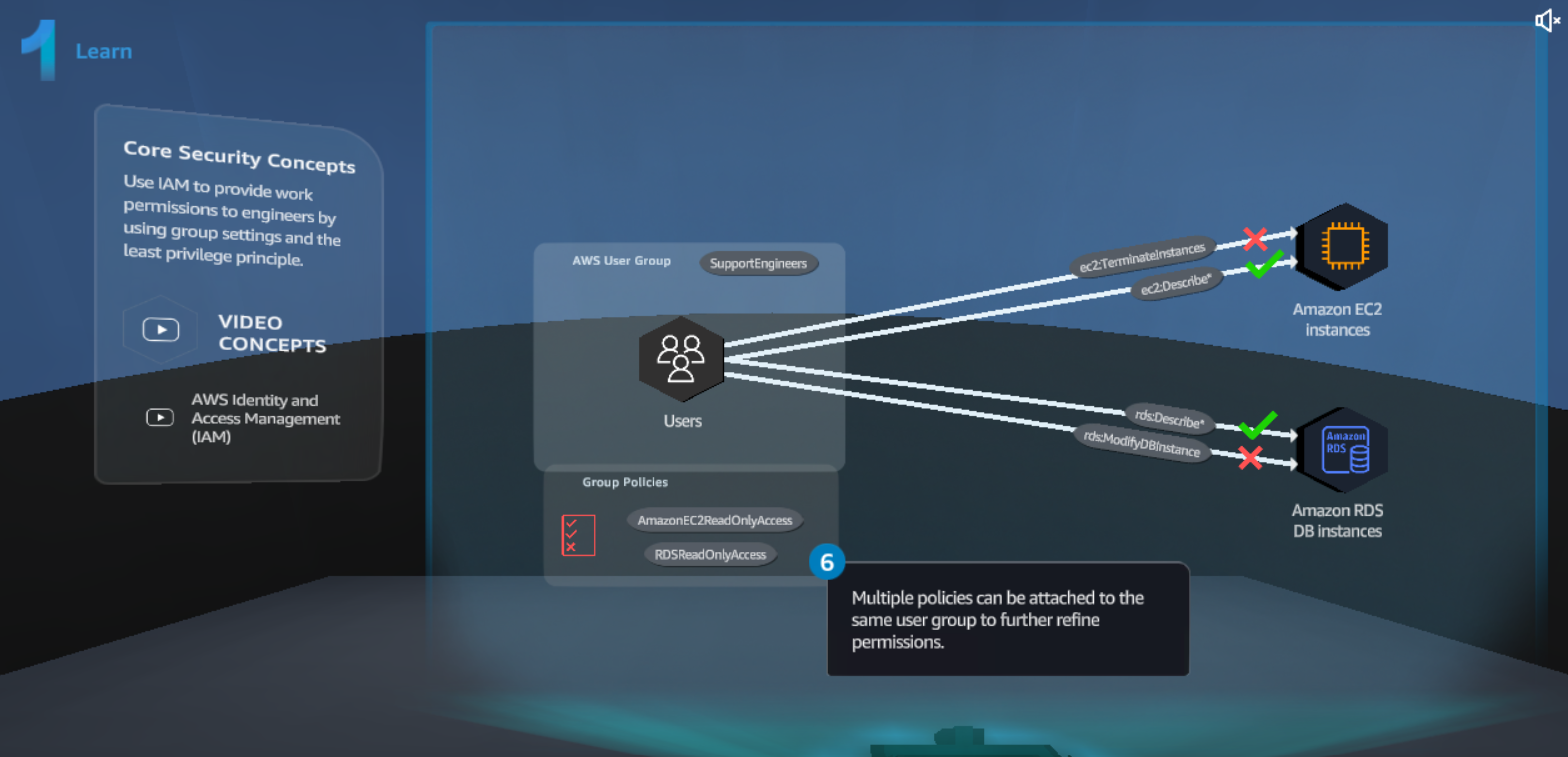 1
Learn
Core Security Concepts
Use IAM to provide work
permissions to engineers by
using group settings and the
least privilege principle.
VIDEO
CONCEPTS
AWS Identity and
Access Management
(IAM)
AWS User Group
SupportEngineers
Users
Group Policies
AmazonEC2ReadOnlyAccess
RDSReadOnlyAccess
ec2:TerminateInstances
ec2:Describe*
Amazon EC2
instances
rds:Describe*
rds:ModifyDBInstance
Amazon
RDS
Amazon RDS
DB instances
6
Multiple policies can be attached to the
same user group to further refine
permissions.